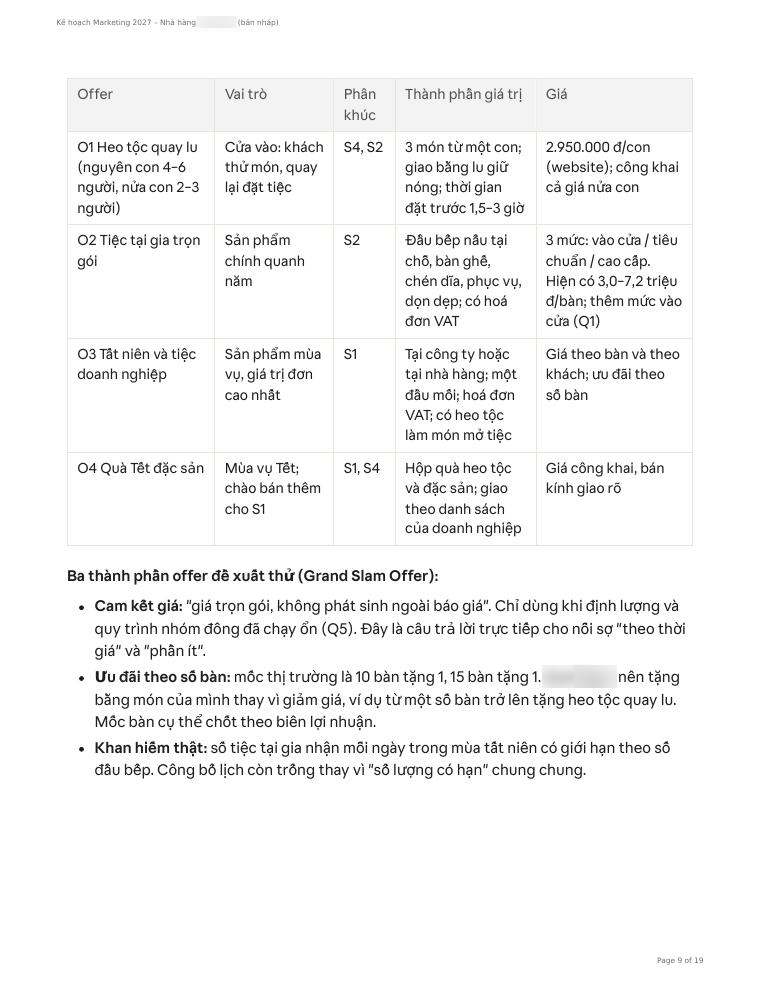 Kế hoạch Marketing 2027 – Nhà hàng (bản nháp)
Offer
Vai trò
Phân
khúc
Thành phần giá trị
Giá
O1 Heo tộc quay lu
(nguyên con 4–6
người, nửa con 2–3
người)
Cửa vào: khách
thử món, quay
lại đặt tiệc
S4, S2
3 món từ một con;
giao bằng lu giữ
nóng; thời gian
đặt trước 1,5–3 giờ
2.950.000 đ/con
(website); công khai
cả giá nửa con
O2 Tiệc tại gia trọn
gói
Sản phẩm
chính quanh
năm
S2
Đầu bếp nấu tại
chỗ, bàn ghế,
chén dĩa, phục vụ,
dọn dẹp; có hoá
đơn VAT
3 mức: vào cửa / tiêu
chuẩn / cao cấp.
Hiện có 3,0–7,2 triệu
đ/bàn; thêm mức vào
cửa (Q1)
O3 Tất niên và tiệc
doanh nghiệp
Sản phẩm mùa
vụ, giá trị đơn
cao nhất
S1
Tại công ty hoặc
tại nhà hàng; một
đầu mối; hoá đơn
VAT; có heo tộc
làm món mở tiệc
Giá theo bàn và theo
khách; ưu đãi theo
số bàn
O4 Quà Tết đặc sản
Mùa vụ Tết;
chào bán thêm
cho S1
S1, S4
Hộp quà heo tộc
và đặc sản; giao
theo danh sách
của doanh nghiệp
Giá công khai, bán
kính giao rõ
Ba thành phần offer đề xuất thử (Grand Slam Offer):
• Cam kết giá: "giá trọn gói, không phát sinh ngoài báo giá". Chỉ dùng khi định lượng và
quy trình nhóm đông đã chạy ổn (Q5). Đây là câu trả lời trực tiếp cho nỗi sợ "theo thời
giá" và "phần ít".
• Ưu đãi theo số bàn: mốc thị trường là 10 bàn tặng 1, 15 bàn tặng 1. nên tặng
bằng món của mình thay vì giảm giá, ví dụ từ một số bàn trở lên tặng heo tộc quay lu.
Mốc bàn cụ thể chốt theo biên lợi nhuận.
• Khan hiếm thật: số tiệc tại gia nhận mỗi ngày trong mùa tất niên có giới hạn theo số
đầu bếp. Công bố lịch còn trống thay vì "số lượng có hạn" chung chung.
Page 9 of 19